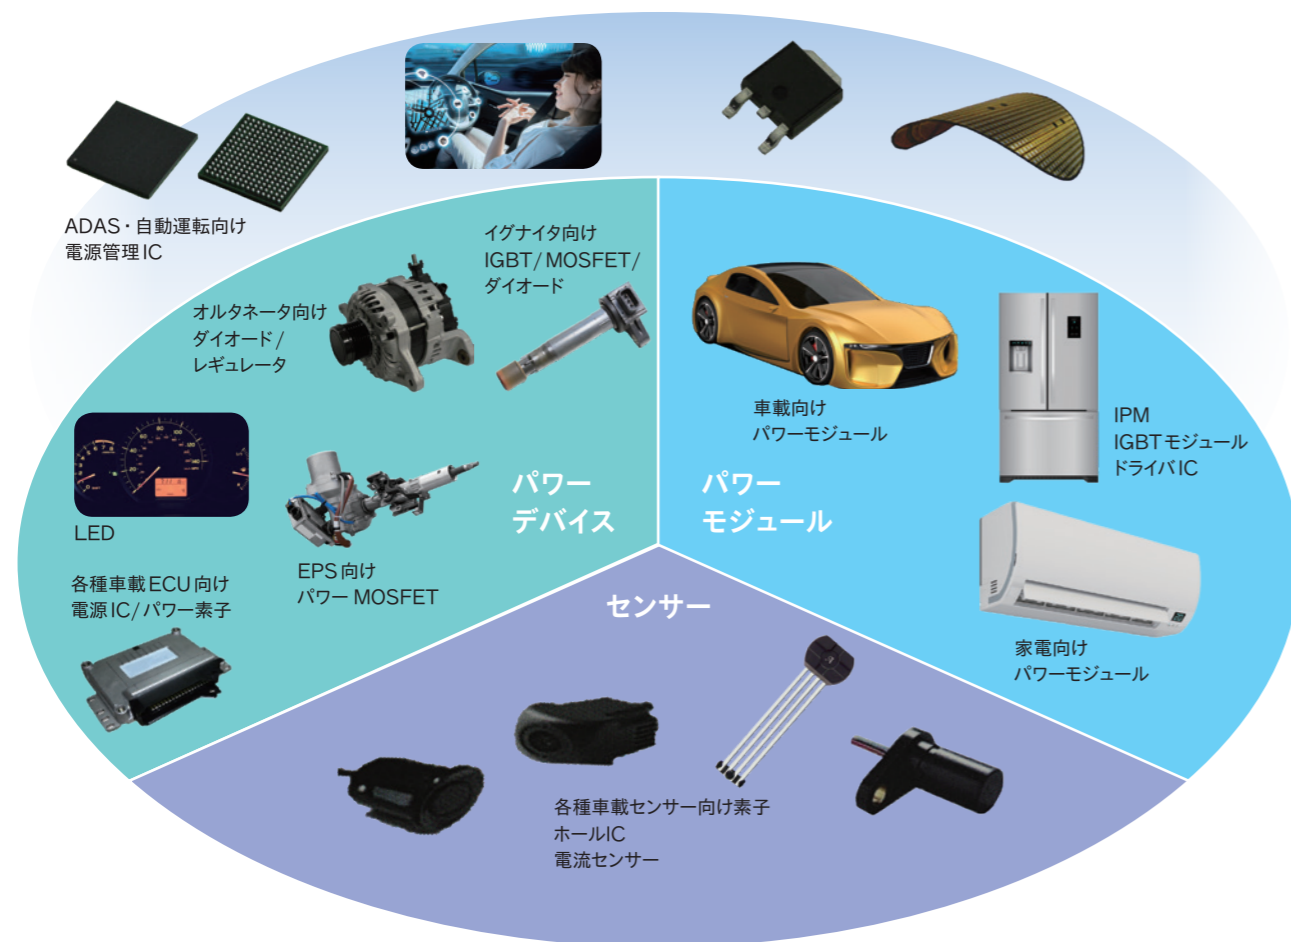 ADAS・自動運転向け
電源管理IC
イグナイタ向け
IGBT/MOSFET/
ダイオード
オルタネータ向け
ダイオード/
レギュレータ
LED
各種車載ECU向け
電源IC/パワー素子
EPS向け
パワーMOSFET
パワー
デバイス
パワー
モジュール
車載向け
パワーモジュール
IPM
IGBTモジュール
ドライバIC
家電向け
パワーモジュール
センサー
各種車載センサー向け素子
ホールIC
電流センサー